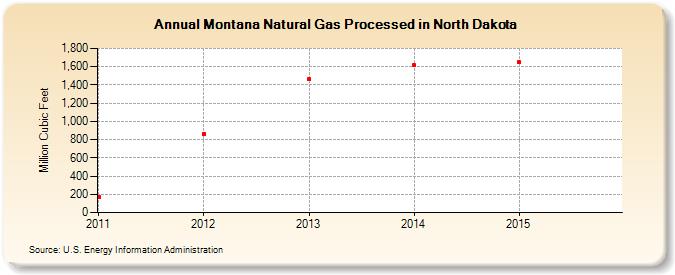 Annual Montana Natural Gas Processed in North Dakota
Million Cubic Feet
1,800
1,600
1,400
1,200
1,000
800
600
400
200
0
2011 2012 2013 2014 2015
Source: U.S. Energy Information Administration